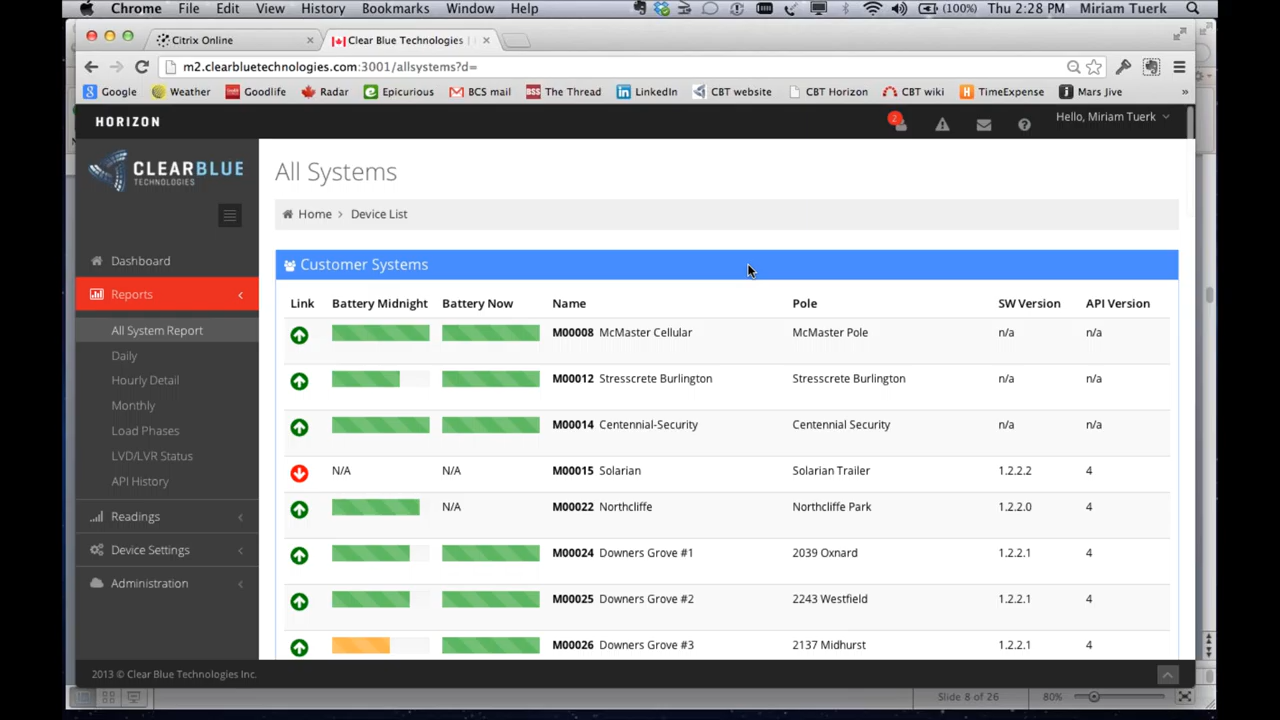 Chrome File Edit View History Bookmarks Window Help (100%) Thu 2:28 PM Miriam Tuerk
Citrix Online Clear Blue Technologies |
m2.clearbluetechnologies.com:3001/allsystems?d=
Google Weather Goodlife Radar Epicurious BCS mail The Thread LinkedIn CBT website CBT Horizon CBT wiki TimeExpense Mars Jive »
HORIZON 2 Hello, Miriam Tuerk
CLEARBLUE
TECHNOLOGIES
All Systems
Home > Device List
Dashboard
Reports
All System Report
Daily
Hourly Detail
Monthly
Load Phases
LVD/LVR Status
API History
Readings
Device Settings
Administration
Customer Systems
Link Battery Midnight Battery Now Name Pole SW Version API Version
M00008 McMaster Cellular McMaster Pole n/a n/a
M00012 Stresscrete Burlington Stresscrete Burlington n/a n/a
M00014 Centennial-Security Centennial Security n/a n/a
N/A N/A M00015 Solarian Solarian Trailer 1.2.2.2 4
N/A M00022 Northcliffe Northcliffe Park 1.2.2.0 4
M00024 Downers Grove #1 2039 Oxnard 1.2.2.1 4
M00025 Downers Grove #2 2243 Westfield 1.2.2.1 4
M00026 Downers Grove #3 2137 Midhurst 1.2.2.1 4
2013 © Clear Blue Technologies Inc.
Slide 8 of 26 80%